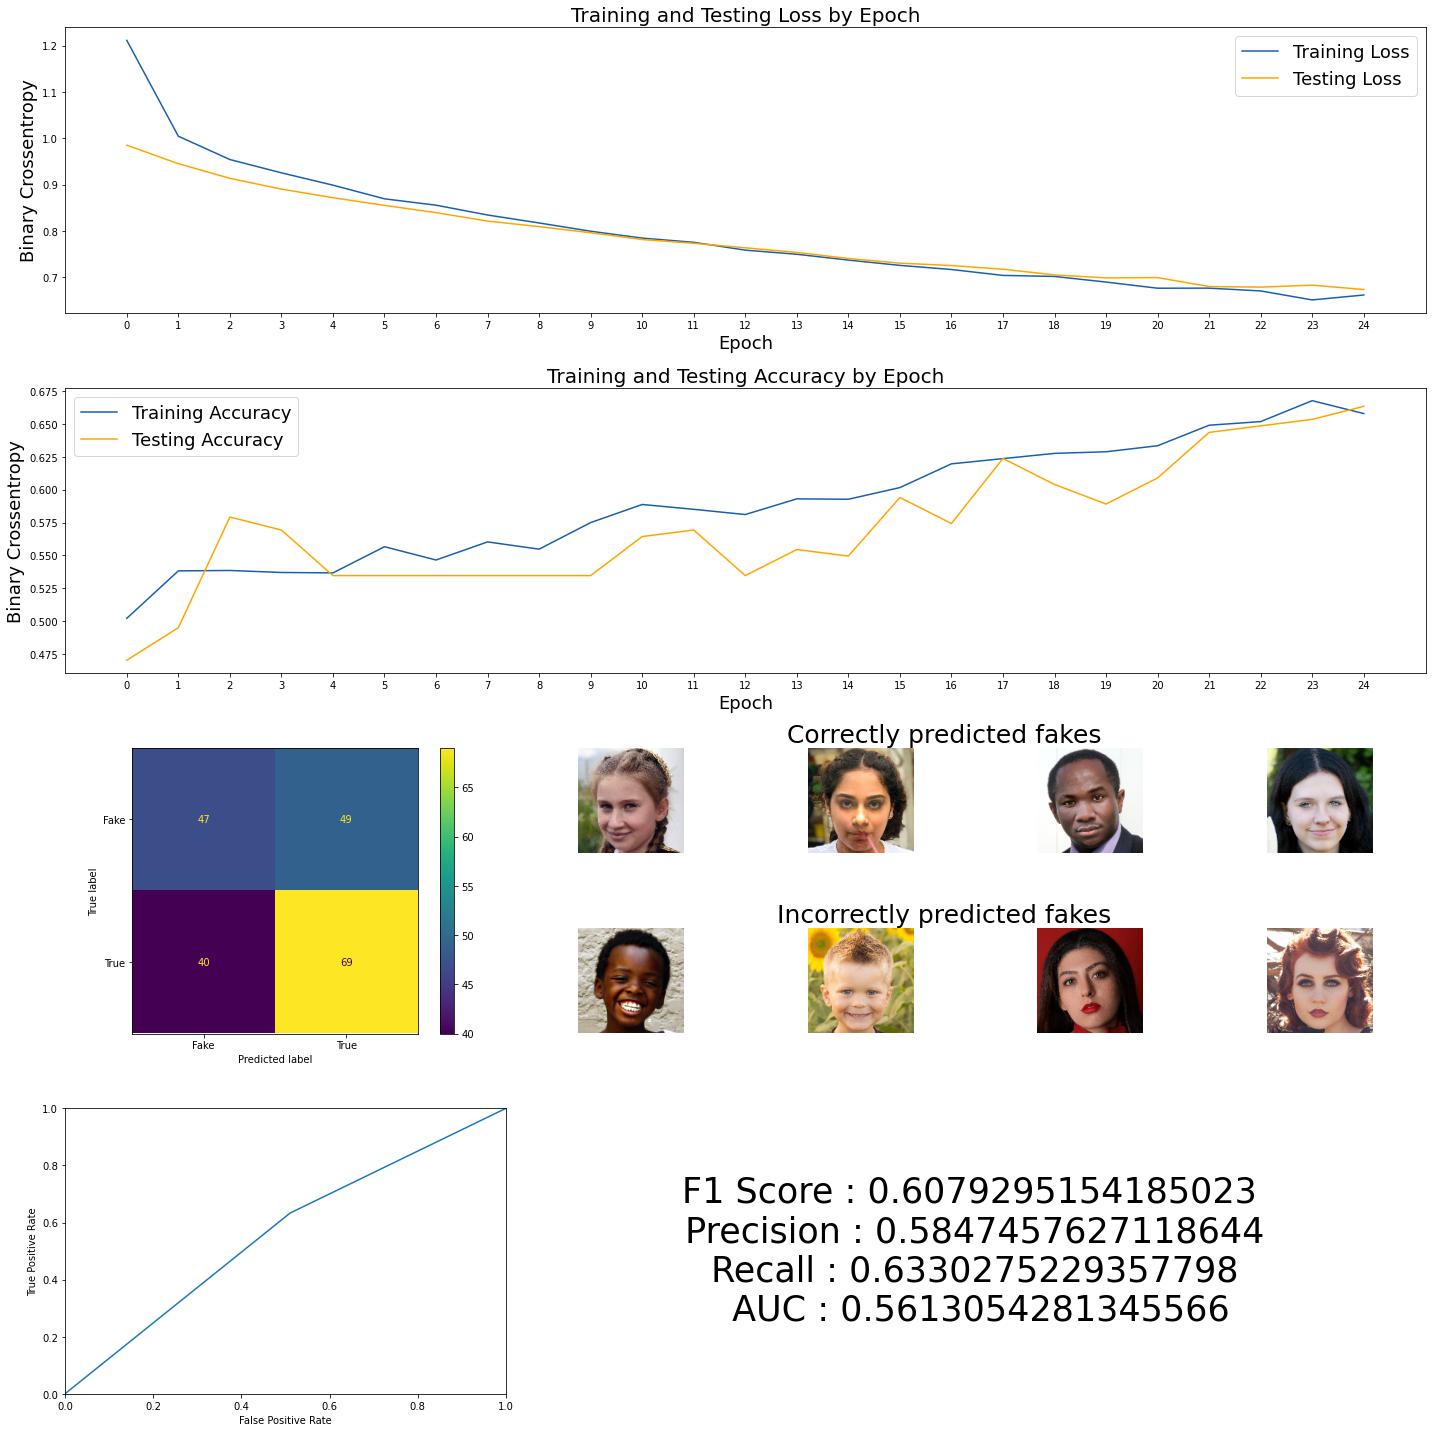 Training and Testing Loss by Epoch
Binary Crossentropy
1.2
1.1
1.0
0.9
0.8
0.7
Training Loss
Testing Loss
0 1 2 3 4 5 6 7 8 9 10 11 12 13 14 15 16 17 18 19 20 21 22 23 24
Epoch
Training and Testing Accuracy by Epoch
Binary Crossentropy
0.675
0.650
0.625
0.600
0.575
0.550
0.525
0.500
0.475
Training Accuracy
Testing Accuracy
0 1 2 3 4 5 6 7 8 9 10 11 12 13 14 15 16 17 18 19 20 21 22 23 24
Epoch
True label
Fake 47 49
True 40 69
Fake True
Predicted label
65
60
55
50
45
40
Correctly predicted fakes
Incorrectly predicted fakes
True Positive Rate
1.0
0.8
0.6
0.4
0.2
0.0
0.0 0.2 0.4 0.6 0.8 1.0
False Positive Rate
F1 Score : 0.6079295154185023
Precision : 0.5847457627118644
Recall : 0.6330275229357798
AUC : 0.5613054281345566